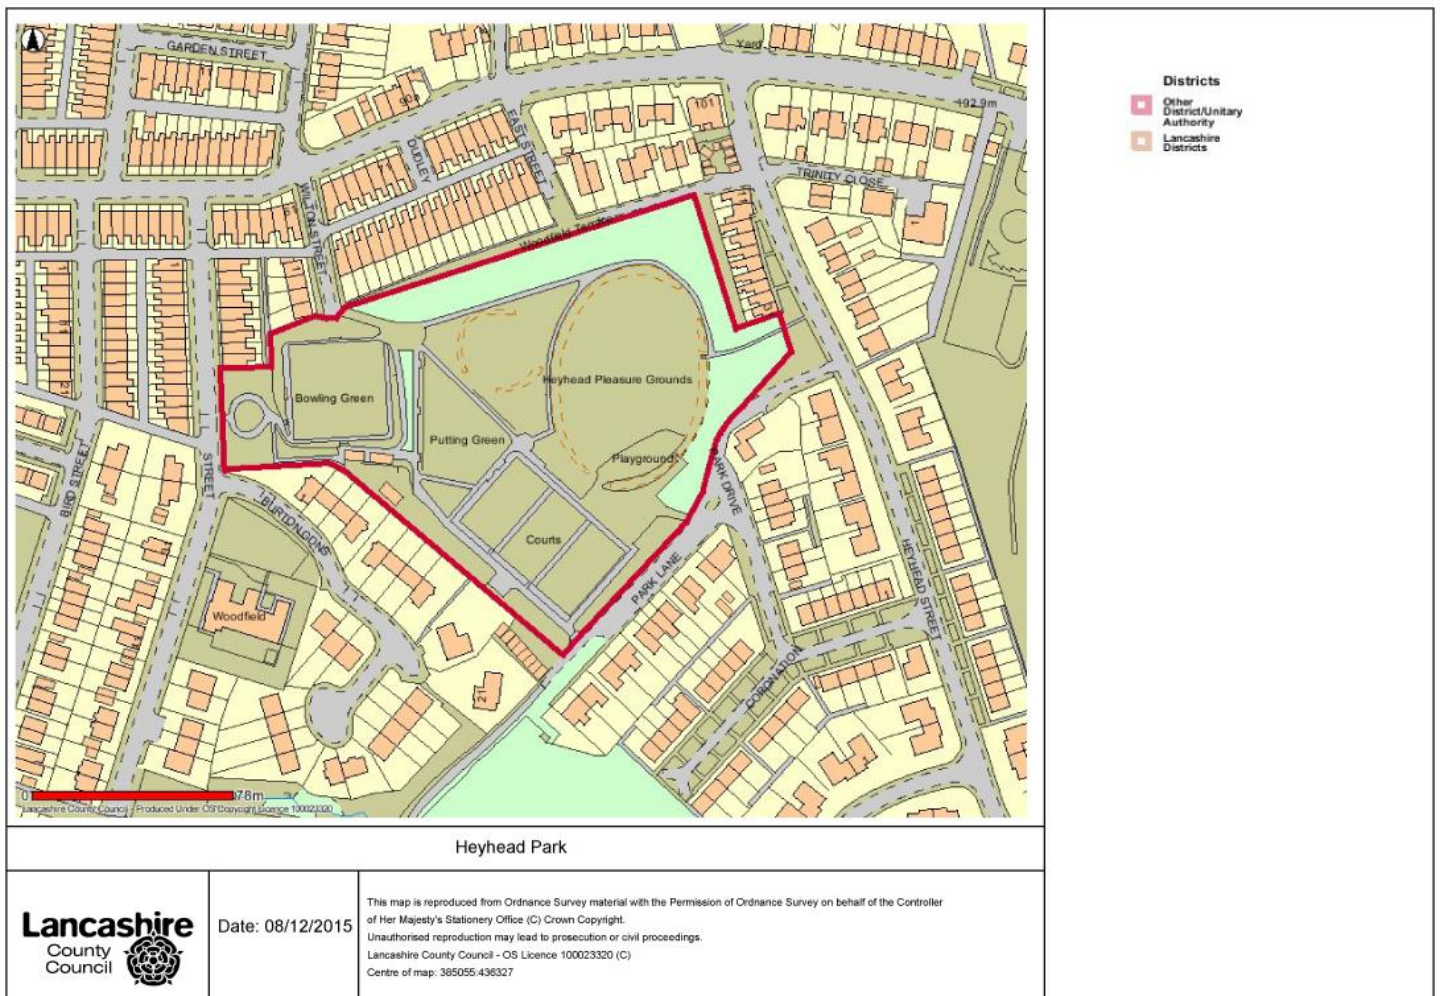 GARDEN STREET
Yard
90a
101
192.9m
EAST STREET
DUDLEY
TRINITY CLOSE
WILTON STREET
Woodfield Terrace
Heyhead Pleasure Grounds
Bowling Green
Putting Green
Playground
BIRD STREET
STREET
PARK DRIVE
BURTON GDNS
Courts
PARK LANE
HEYHEAD STREET
Woodfield
CORONATION
21
0
78m
Lancashire County Council - Produced Under OS Copyright Licence 100023320
Districts
Other
District/Unitary
Authority
Lancashire
Districts
Heyhead Park
Lancashire
County
Council
Date: 08/12/2015
This map is reproduced from Ordnance Survey material with the Permission of Ordnance Survey on behalf of the Controller
of Her Majesty's Stationery Office (C) Crown Copyright.
Unauthorised reproduction may lead to prosecution or civil proceedings.
Lancashire County Council - OS Licence 100023320 (C)
Centre of map: 385055:436327